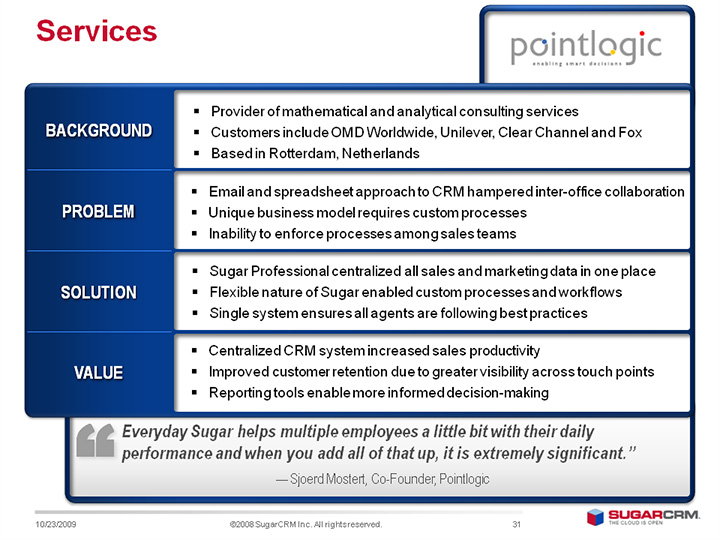 Services
pointlogic
enabling smart decisions
BACKGROUND
Provider of mathematical and analytical consulting services
Customers include OMD Worldwide, Unilever, Clear Channel and Fox
Based in Rotterdam, Netherlands
PROBLEM
Email and spreadsheet approach to CRM hampered inter-office collaboration
Unique business model requires custom processes
Inability to enforce processes among sales teams
SOLUTION
Sugar Professional centralized all sales and marketing data in one place
Flexible nature of Sugar enabled custom processes and workflows
Single system ensures all agents are following best practices
VALUE
Centralized CRM system increased sales productivity
Improved customer retention due to greater visibility across touch points
Reporting tools enable more informed decision-making
“Everyday Sugar helps multiple employees a little bit with their daily
performance and when you add all of that up, it is extremely significant.”
— Sjoerd Mostert, Co-Founder, Pointlogic
10/23/2009 ©2008 SugarCRM Inc. All rights reserved. 31
SUGARCRM.
THE CLOUD IS OPEN